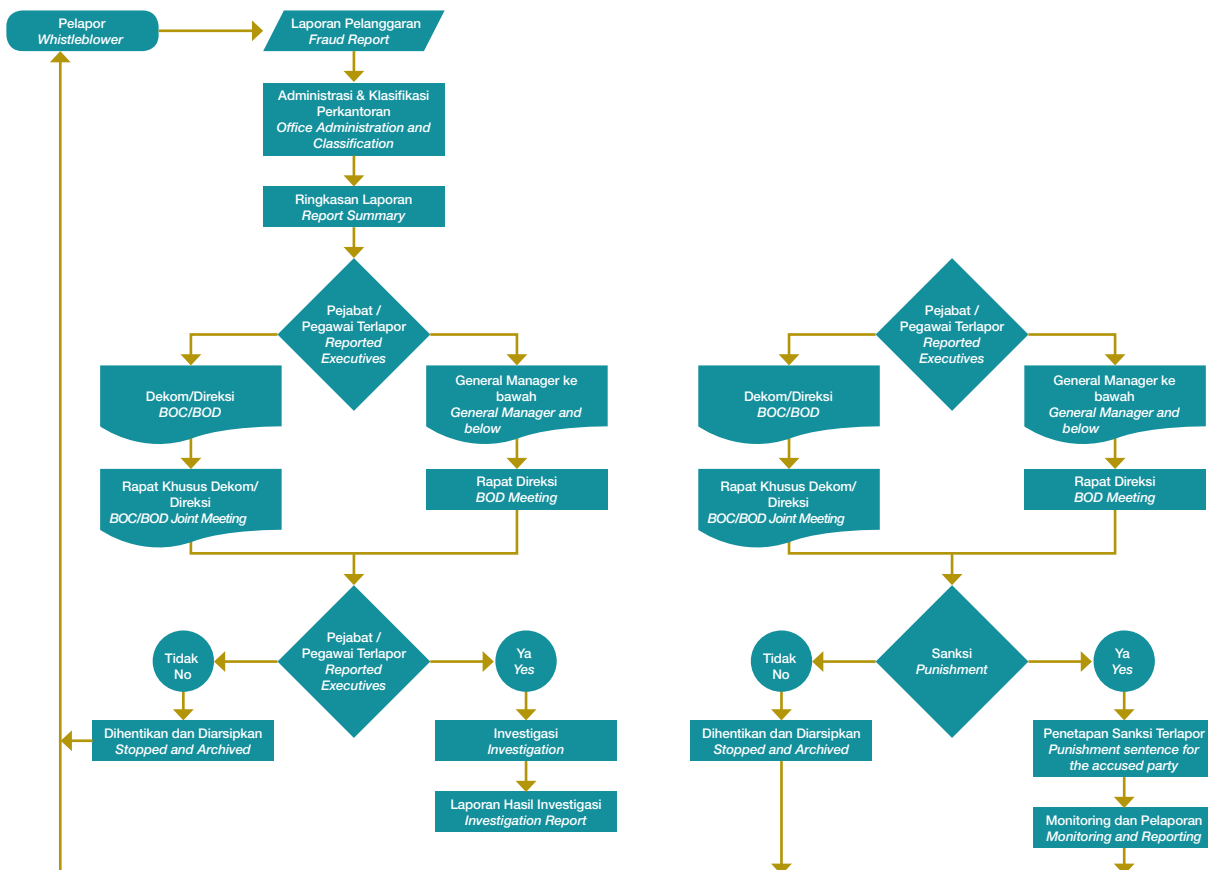 Pelapor
Whistleblower
Laporan Pelanggaran
Fraud Report
Administrasi & Klasifikasi
Perkantoran
Office Administration and
Classification
Ringkasan Laporan
Report Summary
Pejabat /
Pegawai Terlapor
Reported
Executives
Dekom/Direksi
BOC/BOD
General Manager ke
bawah
General Manager and
below
Rapat Khusus Dekom/
Direksi
BOC/BOD Joint Meeting
Rapat Direksi
BOD Meeting
Pejabat /
Pegawai Terlapor
Reported
Executives
Tidak
No
Ya
Yes
Dihentikan dan Diarsipkan
Stopped and Archived
Investigasi
Investigation
Laporan Hasil Investigasi
Investigation Report
Pejabat /
Pegawai Terlapor
Reported
Executives
Dekom/Direksi
BOC/BOD
General Manager ke
bawah
General Manager and
below
Rapat Khusus Dekom/
Direksi
BOC/BOD Joint Meeting
Rapat Direksi
BOD Meeting
Sanksi
Punishment
Tidak
No
Ya
Yes
Dihentikan dan Diarsipkan
Stopped and Archived
Penetapan Sanksi Terlapor
Punishment sentence for
the accused party
Monitoring dan Pelaporan
Monitoring and Reporting